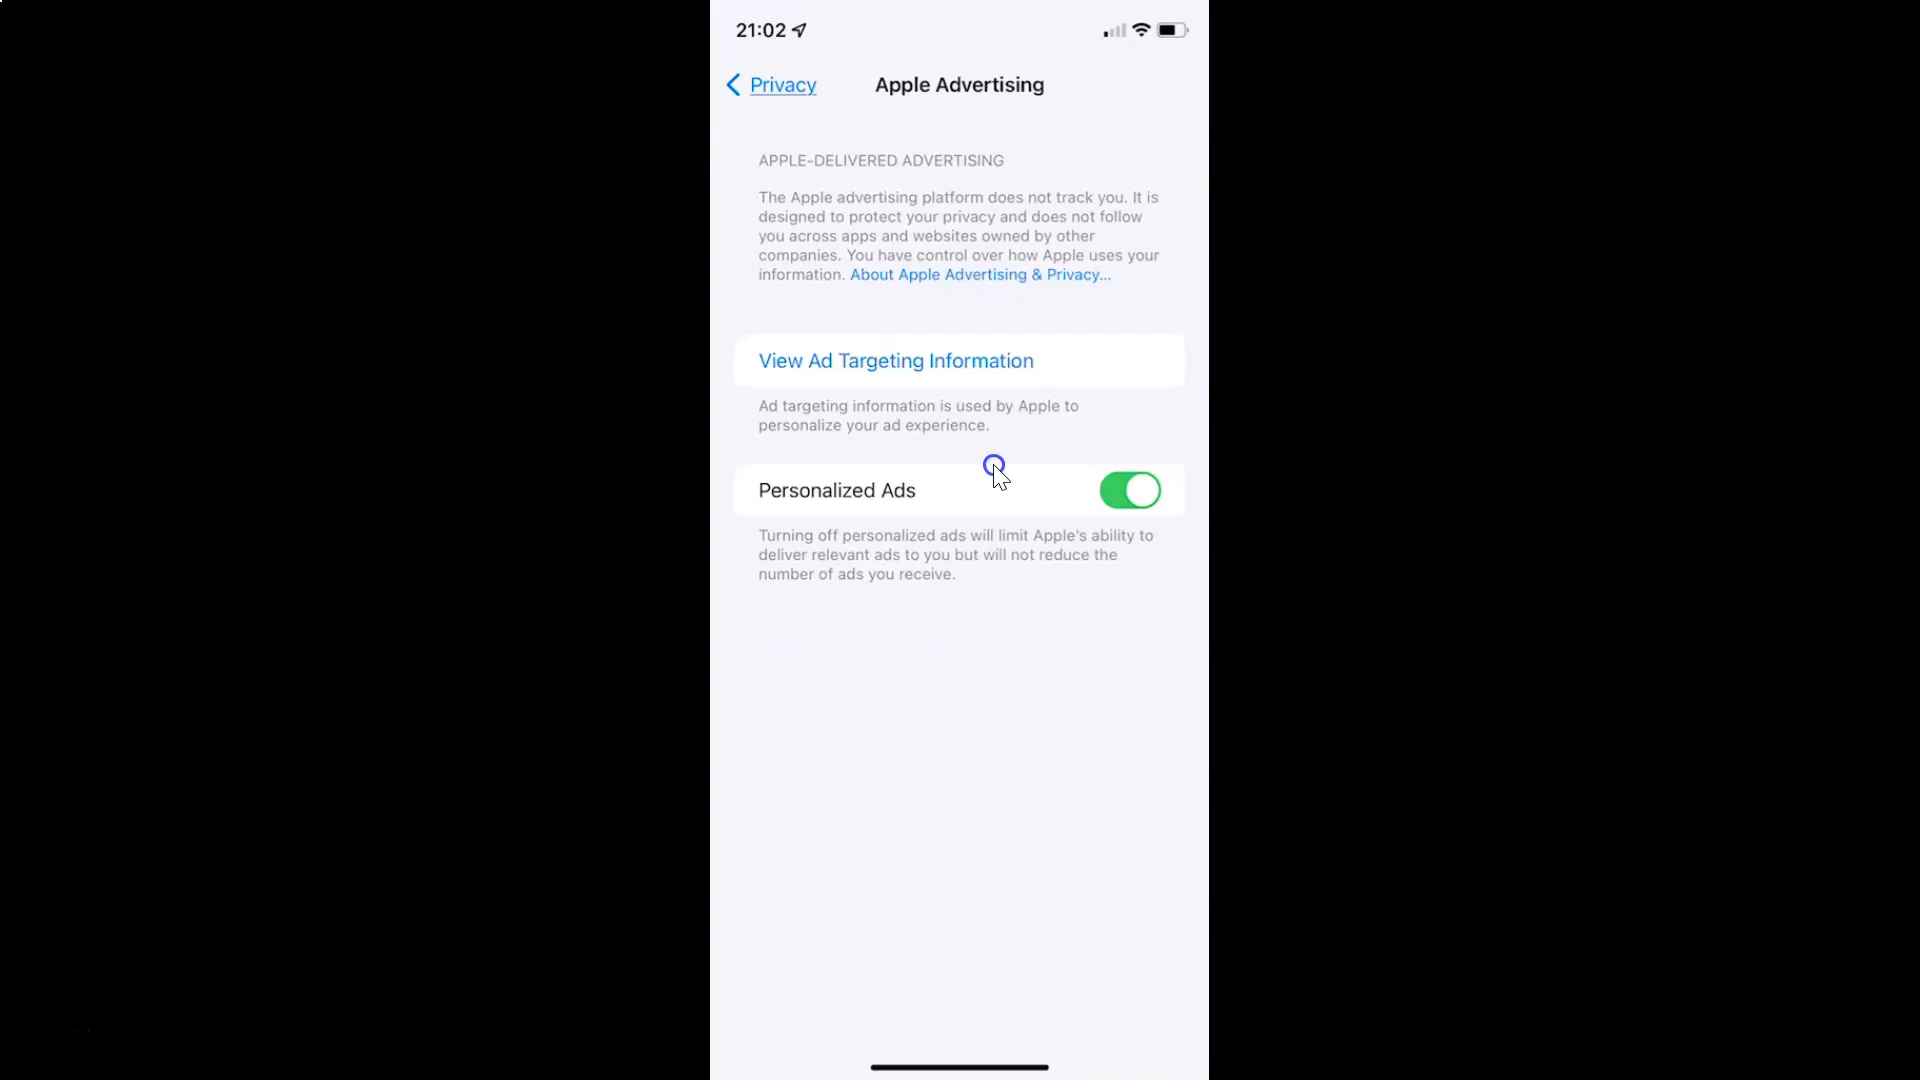 21:02
Privacy
Apple Advertising
APPLE-DELIVERED ADVERTISING
The Apple advertising platform does not track you. It is
designed to protect your privacy and does not follow
you across apps and websites owned by other
companies. You have control over how Apple uses your
information. About Apple Advertising & Privacy...
View Ad Targeting Information
Ad targeting information is used by Apple to
personalize your ad experience.
Personalized Ads
Turning off personalized ads will limit Apple's ability to
deliver relevant ads to you but will not reduce the
number of ads you receive.